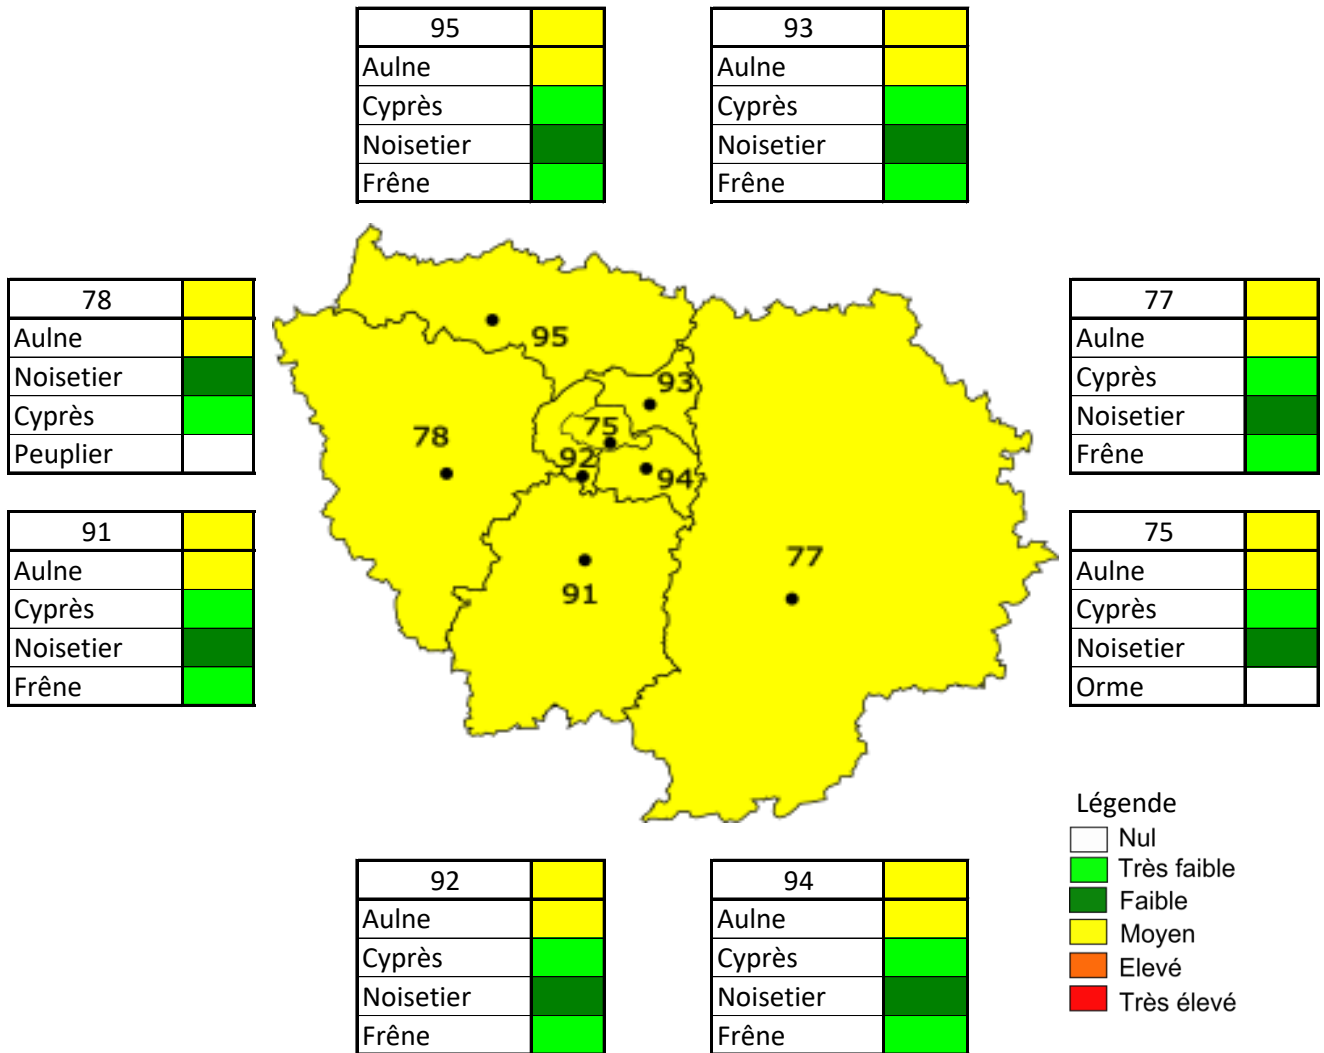 95
Aulne
Cyprès
Noisetier
Frêne
93
Aulne
Cyprès
Noisetier
Frêne
78
Aulne
Noisetier
Cyprès
Peuplier
91
Aulne
Cyprès
Noisetier
Frêne
95
93
75
78
92
94
77
91
77
Aulne
Cyprès
Noisetier
Frêne
75
Aulne
Cyprès
Noisetier
Orme
92
Aulne
Cyprès
Noisetier
Frêne
94
Aulne
Cyprès
Noisetier
Frêne
Légende
Nul
Très faible
Faible
Moyen
Elevé
Très élevé